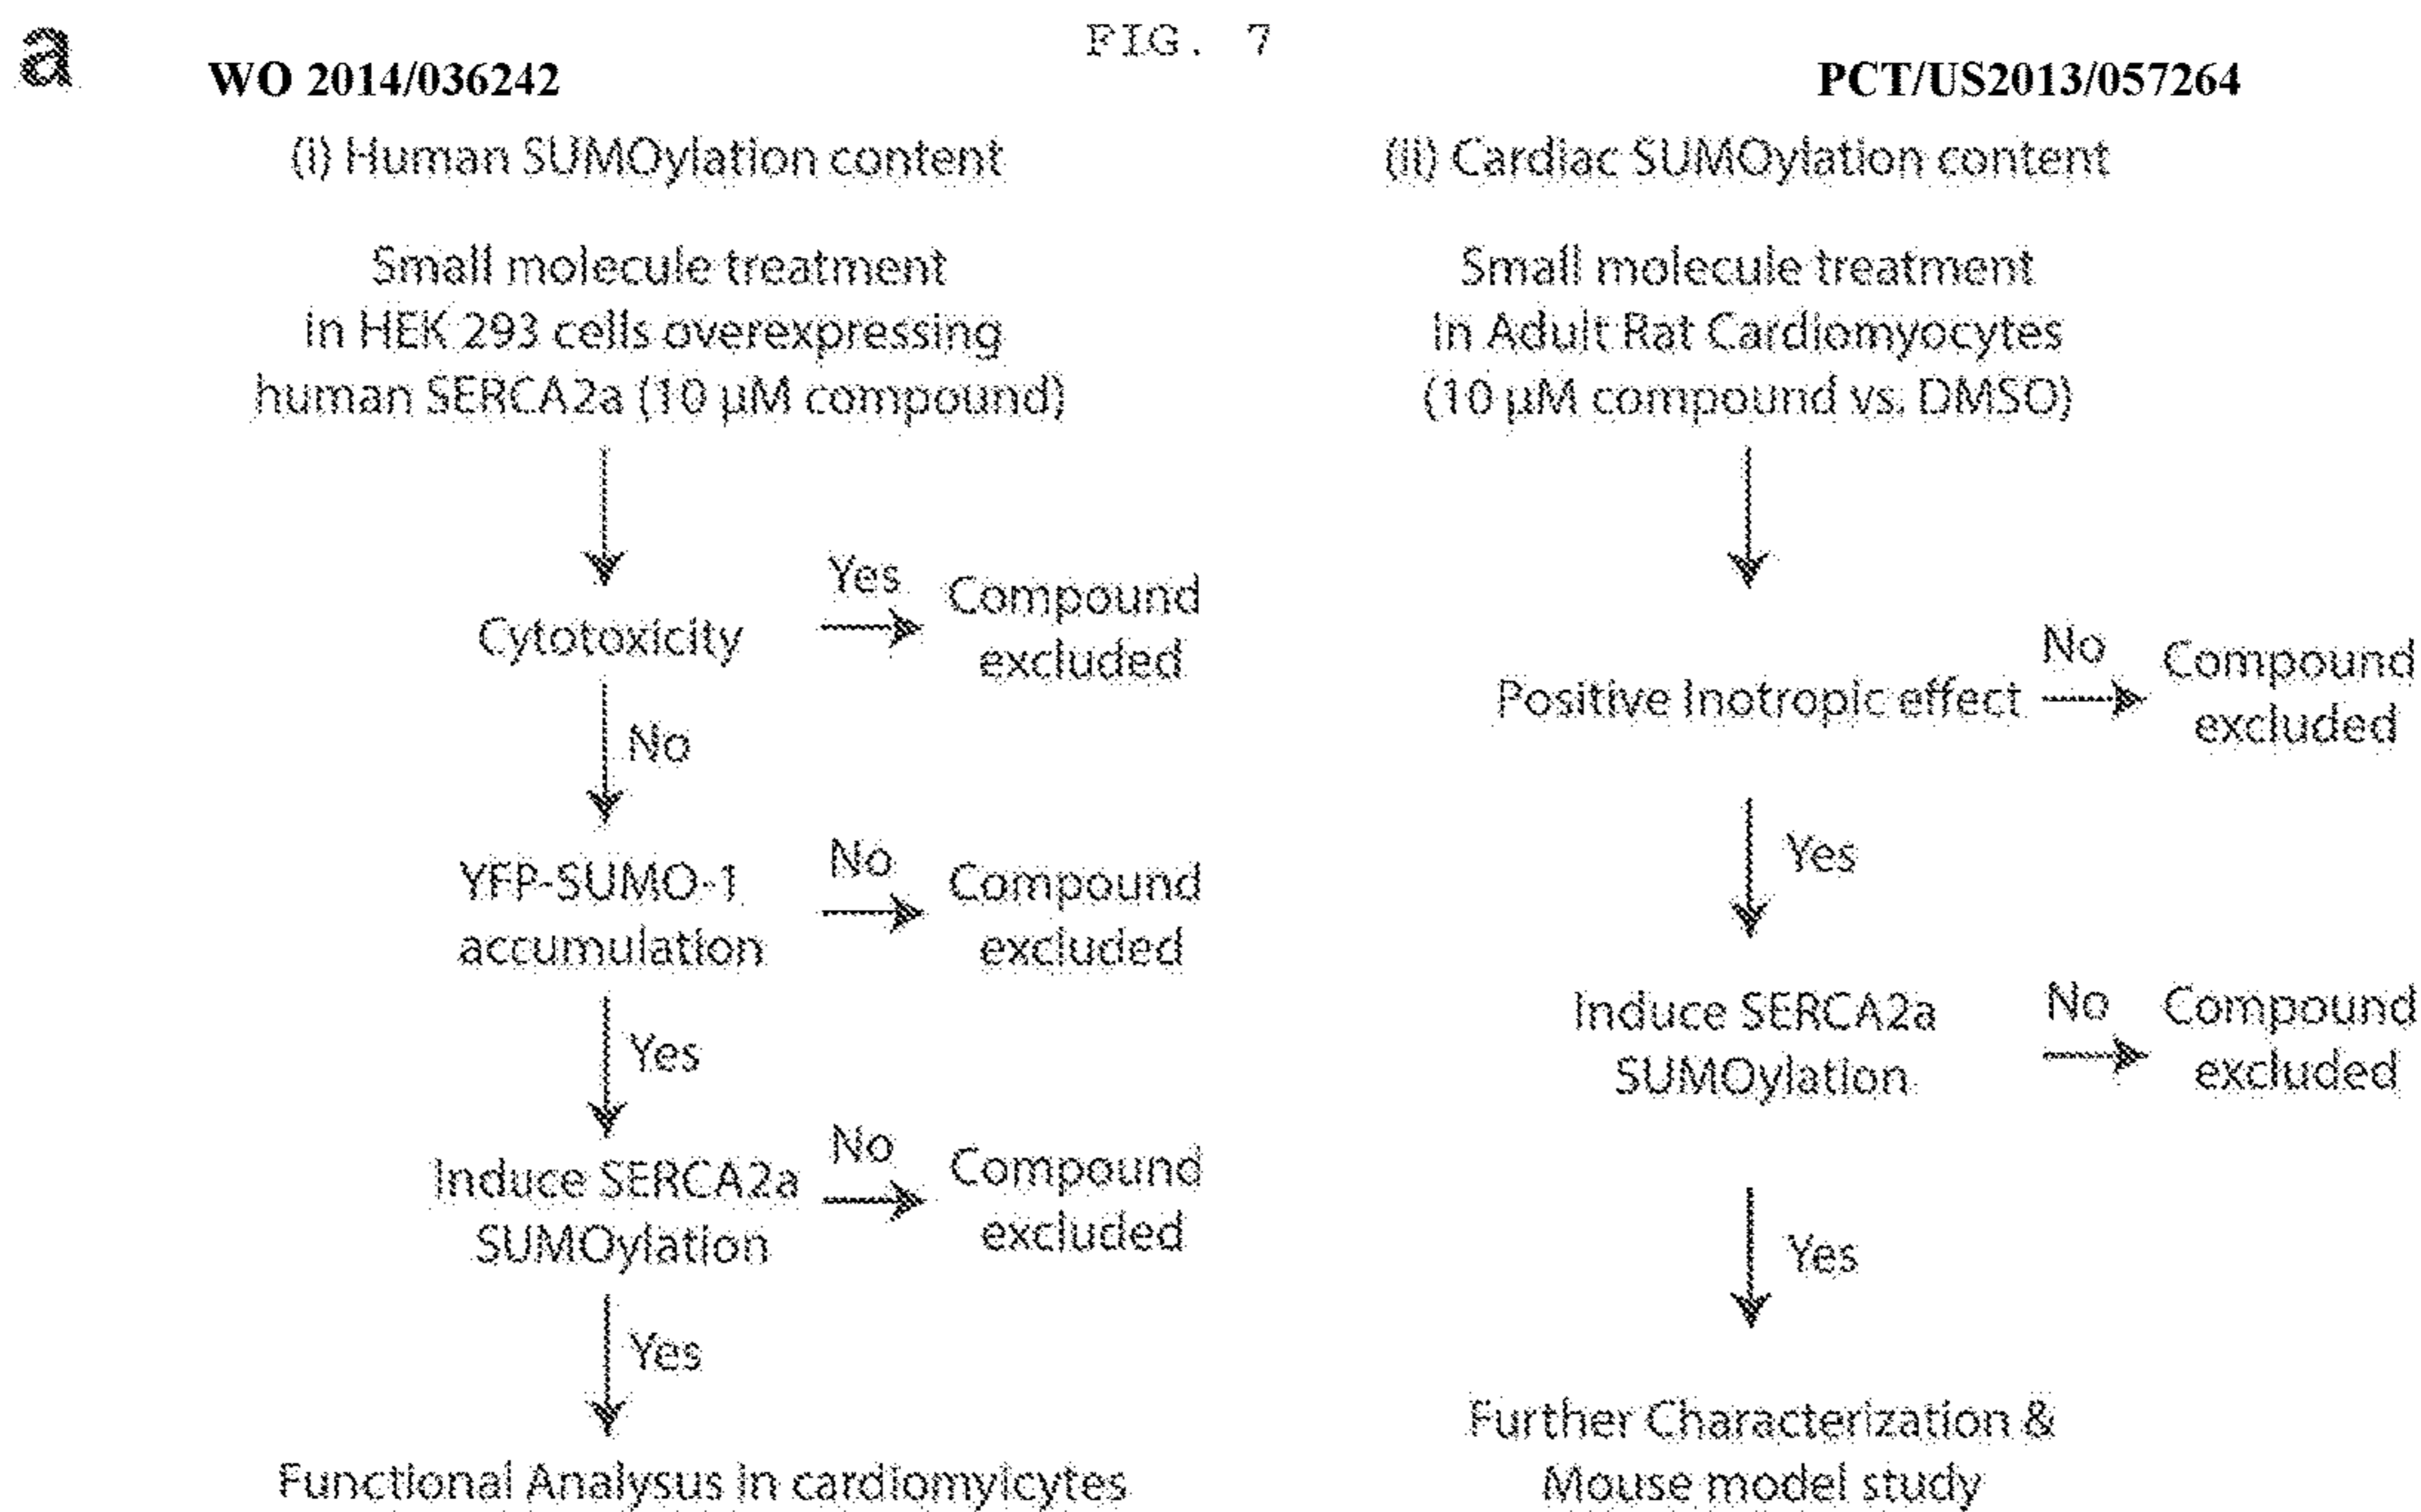 a
FIG. 7
WO 2014/036242
PCT/US2013/057264
(i) Human SUMOylation content
Small molecule treatment
in HEK 293 cells overexpressing
human SERCA2a (10 µM compound)
Cytotoxicity
Yes
Compound
excluded
No
YFP-SUMO-1
accumulation
No
Compound
excluded
Yes
Induce SERCA2a
SUMOylation
No
Compound
excluded
Yes
Functional Analysis in cardiomyicytes
(ii) Cardiac SUMOylation content
Small molecule treatment
in Adult Rat Cardiomyocytes
(10 µM compound vs. DMSO)
Positive Inotropic effect
No
Compound
excluded
Yes
Induce SERCA2a
SUMOylation
No
Compound
excluded
Yes
Further Characterization &
Mouse model study